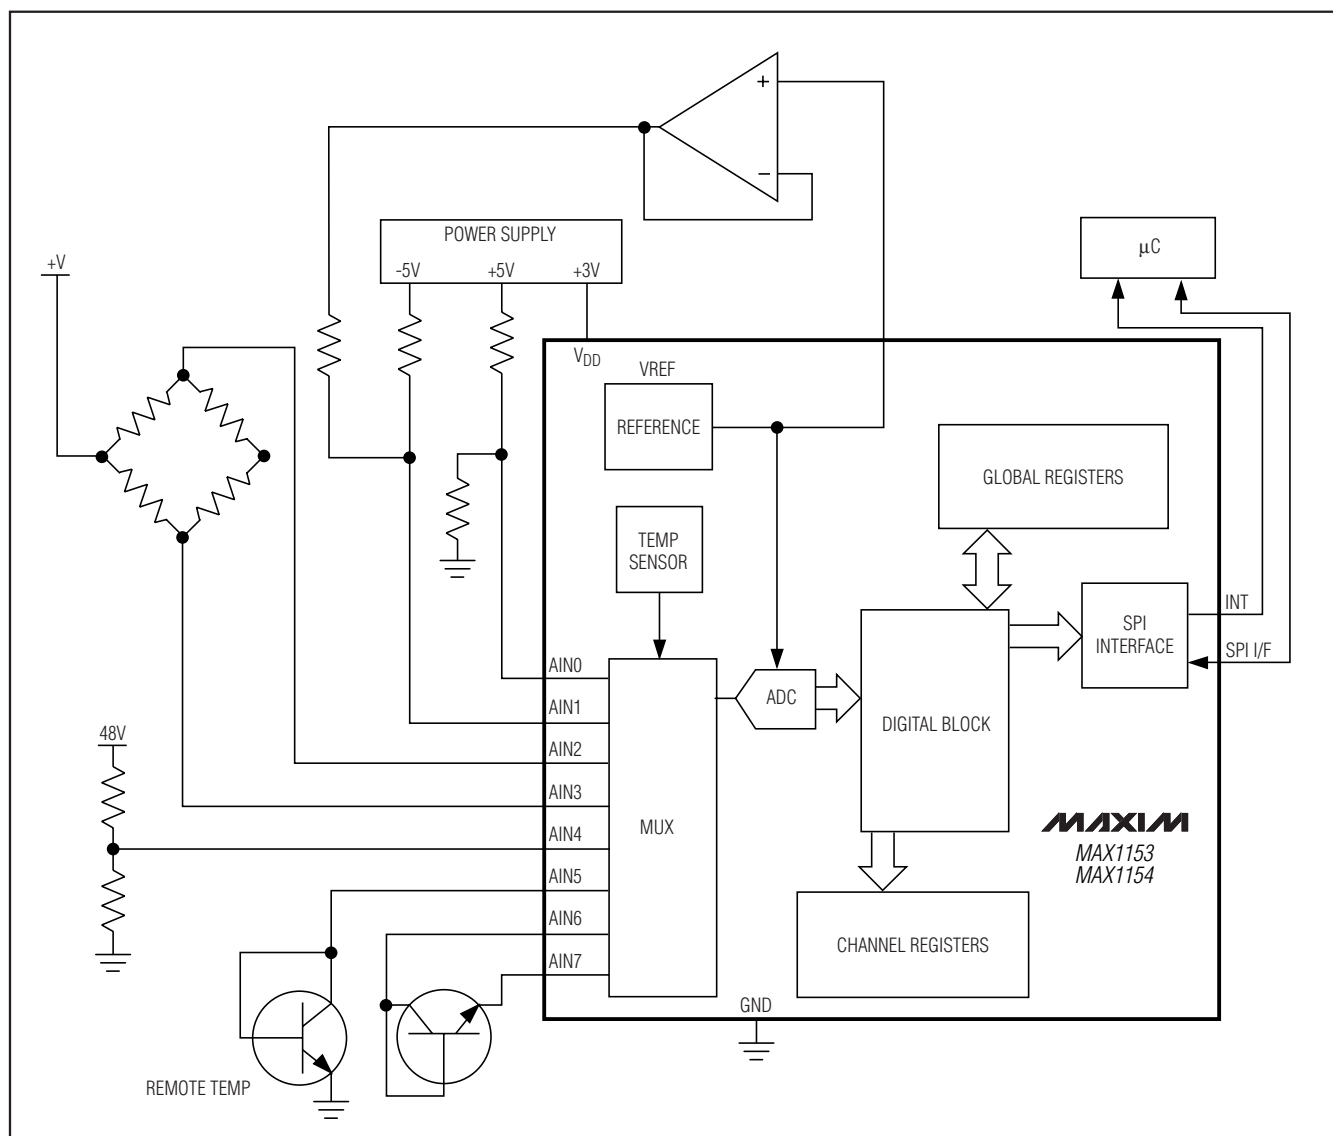 +
−
POWER SUPPLY
-5V +5V +3V
µC
+V
VDD
VREF
REFERENCE
GLOBAL REGISTERS
TEMP
SENSOR
INT
SPI
INTERFACE
SPI I/F
AIN0
AIN1
AIN2
AIN3
AIN4
AIN5
AIN6
AIN7
MUX
ADC
DIGITAL BLOCK
48V
MAXIM
MAX1153
MAX1154
CHANNEL REGISTERS
GND
REMOTE TEMP